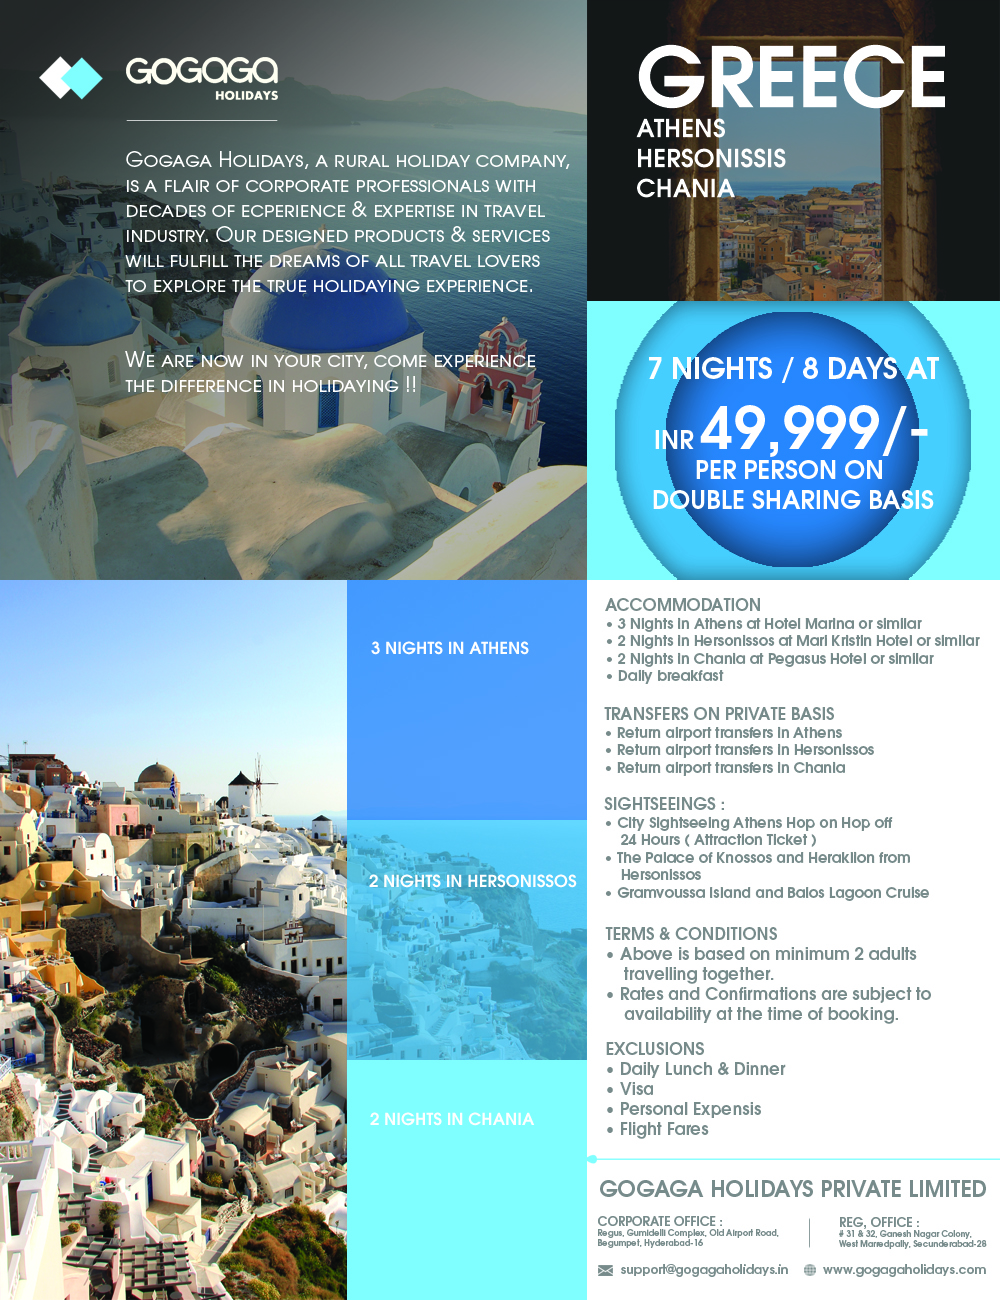 GOGAGA
HOLIDAYS
GOGAGA HOLIDAYS, A RURAL HOLIDAY COMPANY,
IS A FLAIR OF CORPORATE PROFESSIONALS WITH
DECADES OF ECPERIENCE & EXPERTISE IN TRAVEL
INDUSTRY. OUR DESIGNED PRODUCTS & SERVICES
WILL FULFILL THE DREAMS OF ALL TRAVEL LOVERS
TO EXPLORE THE TRUE HOLIDAYING EXPERIENCE.
WE ARE NOW IN YOUR CITY, COME EXPERIENCE
THE DIFFERENCE IN HOLIDAYING !!
GREECE
ATHENS
HERSONISSIS
CHANIA
7 NIGHTS / 8 DAYS AT
INR 49,999/-
PER PERSON ON
DOUBLE SHARING BASIS
3 NIGHTS IN ATHENS
2 NIGHTS IN HERSONISSOS
2 NIGHTS IN CHANIA
ACCOMMODATION
• 3 Nights in Athens at Hotel Marina or similar
• 2 Nights in Hersonissos at Mari Kristin Hotel or similar
• 2 Nights in Chania at Pegasus Hotel or similar
• Daily breakfast
TRANSFERS ON PRIVATE BASIS
• Return airport transfers in Athens
• Return airport transfers in Hersonissos
• Return airport transfers in Chania
SIGHTSEEINGS :
• City Sightseeing Athens Hop on Hop off
24 Hours ( Attraction Ticket )
• The Palace of Knossos and Heraklion from
Hersonissos
• Gramvoussa Island and Balos Lagoon Cruise
TERMS & CONDITIONS
• Above is based on minimum 2 adults
travelling together.
• Rates and Confirmations are subject to
availability at the time of booking.
EXCLUSIONS
• Daily Lunch & Dinner
• Visa
• Personal Expensis
• Flight Fares
GOGAGA HOLIDAYS PRIVATE LIMITED
CORPORATE OFFICE :
Regus, Gumidelli Complex, Old Airport Road,
Begumpet, Hyderabad-16
REG, OFFICE :
# 31 & 32, Ganesh Nagar Colony,
West Marredpally, Secunderabad-26
support@gogagaholidays.in
www.gogagaholidays.com